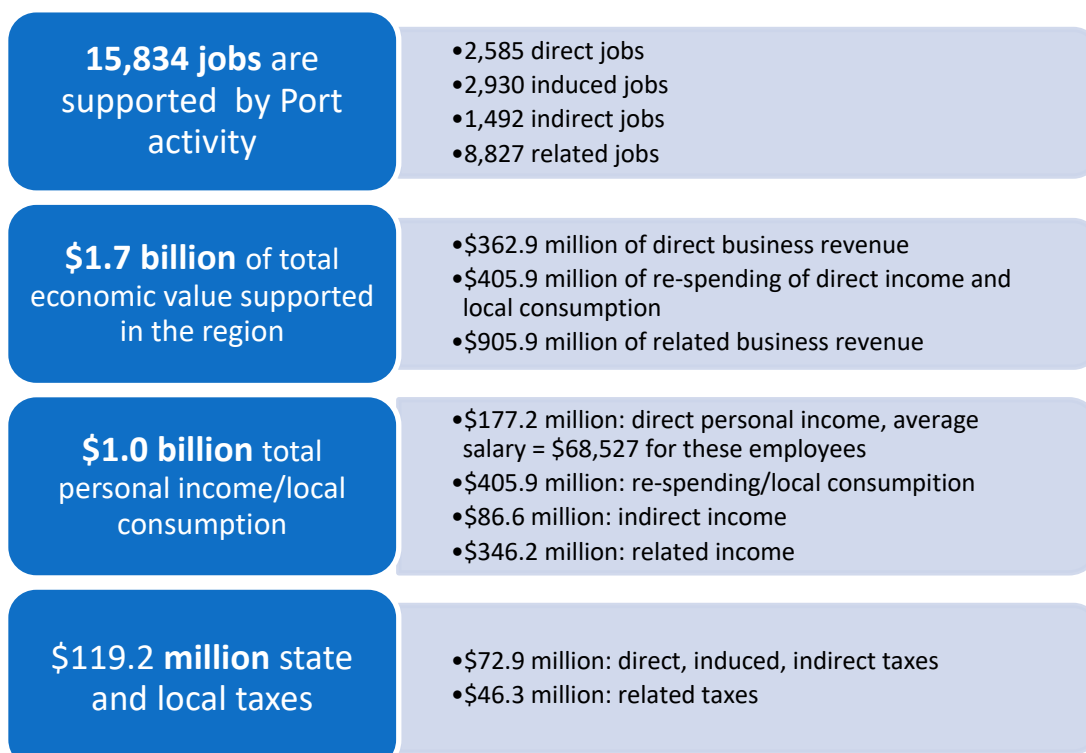 15,834 jobs are
supported by Port
activity
•2,585 direct jobs
•2,930 induced jobs
•1,492 indirect jobs
•8,827 related jobs
$1.7 billion of total
economic value supported
in the region
•$362.9 million of direct business revenue
•$405.9 million of re-spending of direct income and
local consumption
•$905.9 million of related business revenue
$1.0 billion total
personal income/local
consumption
•$177.2 million: direct personal income, average
salary = $68,527 for these employees
•$405.9 million: re-spending/local consumpition
•$86.6 million: indirect income
•$346.2 million: related income
$119.2 million state
and local taxes
•$72.9 million: direct, induced, indirect taxes
•$46.3 million: related taxes